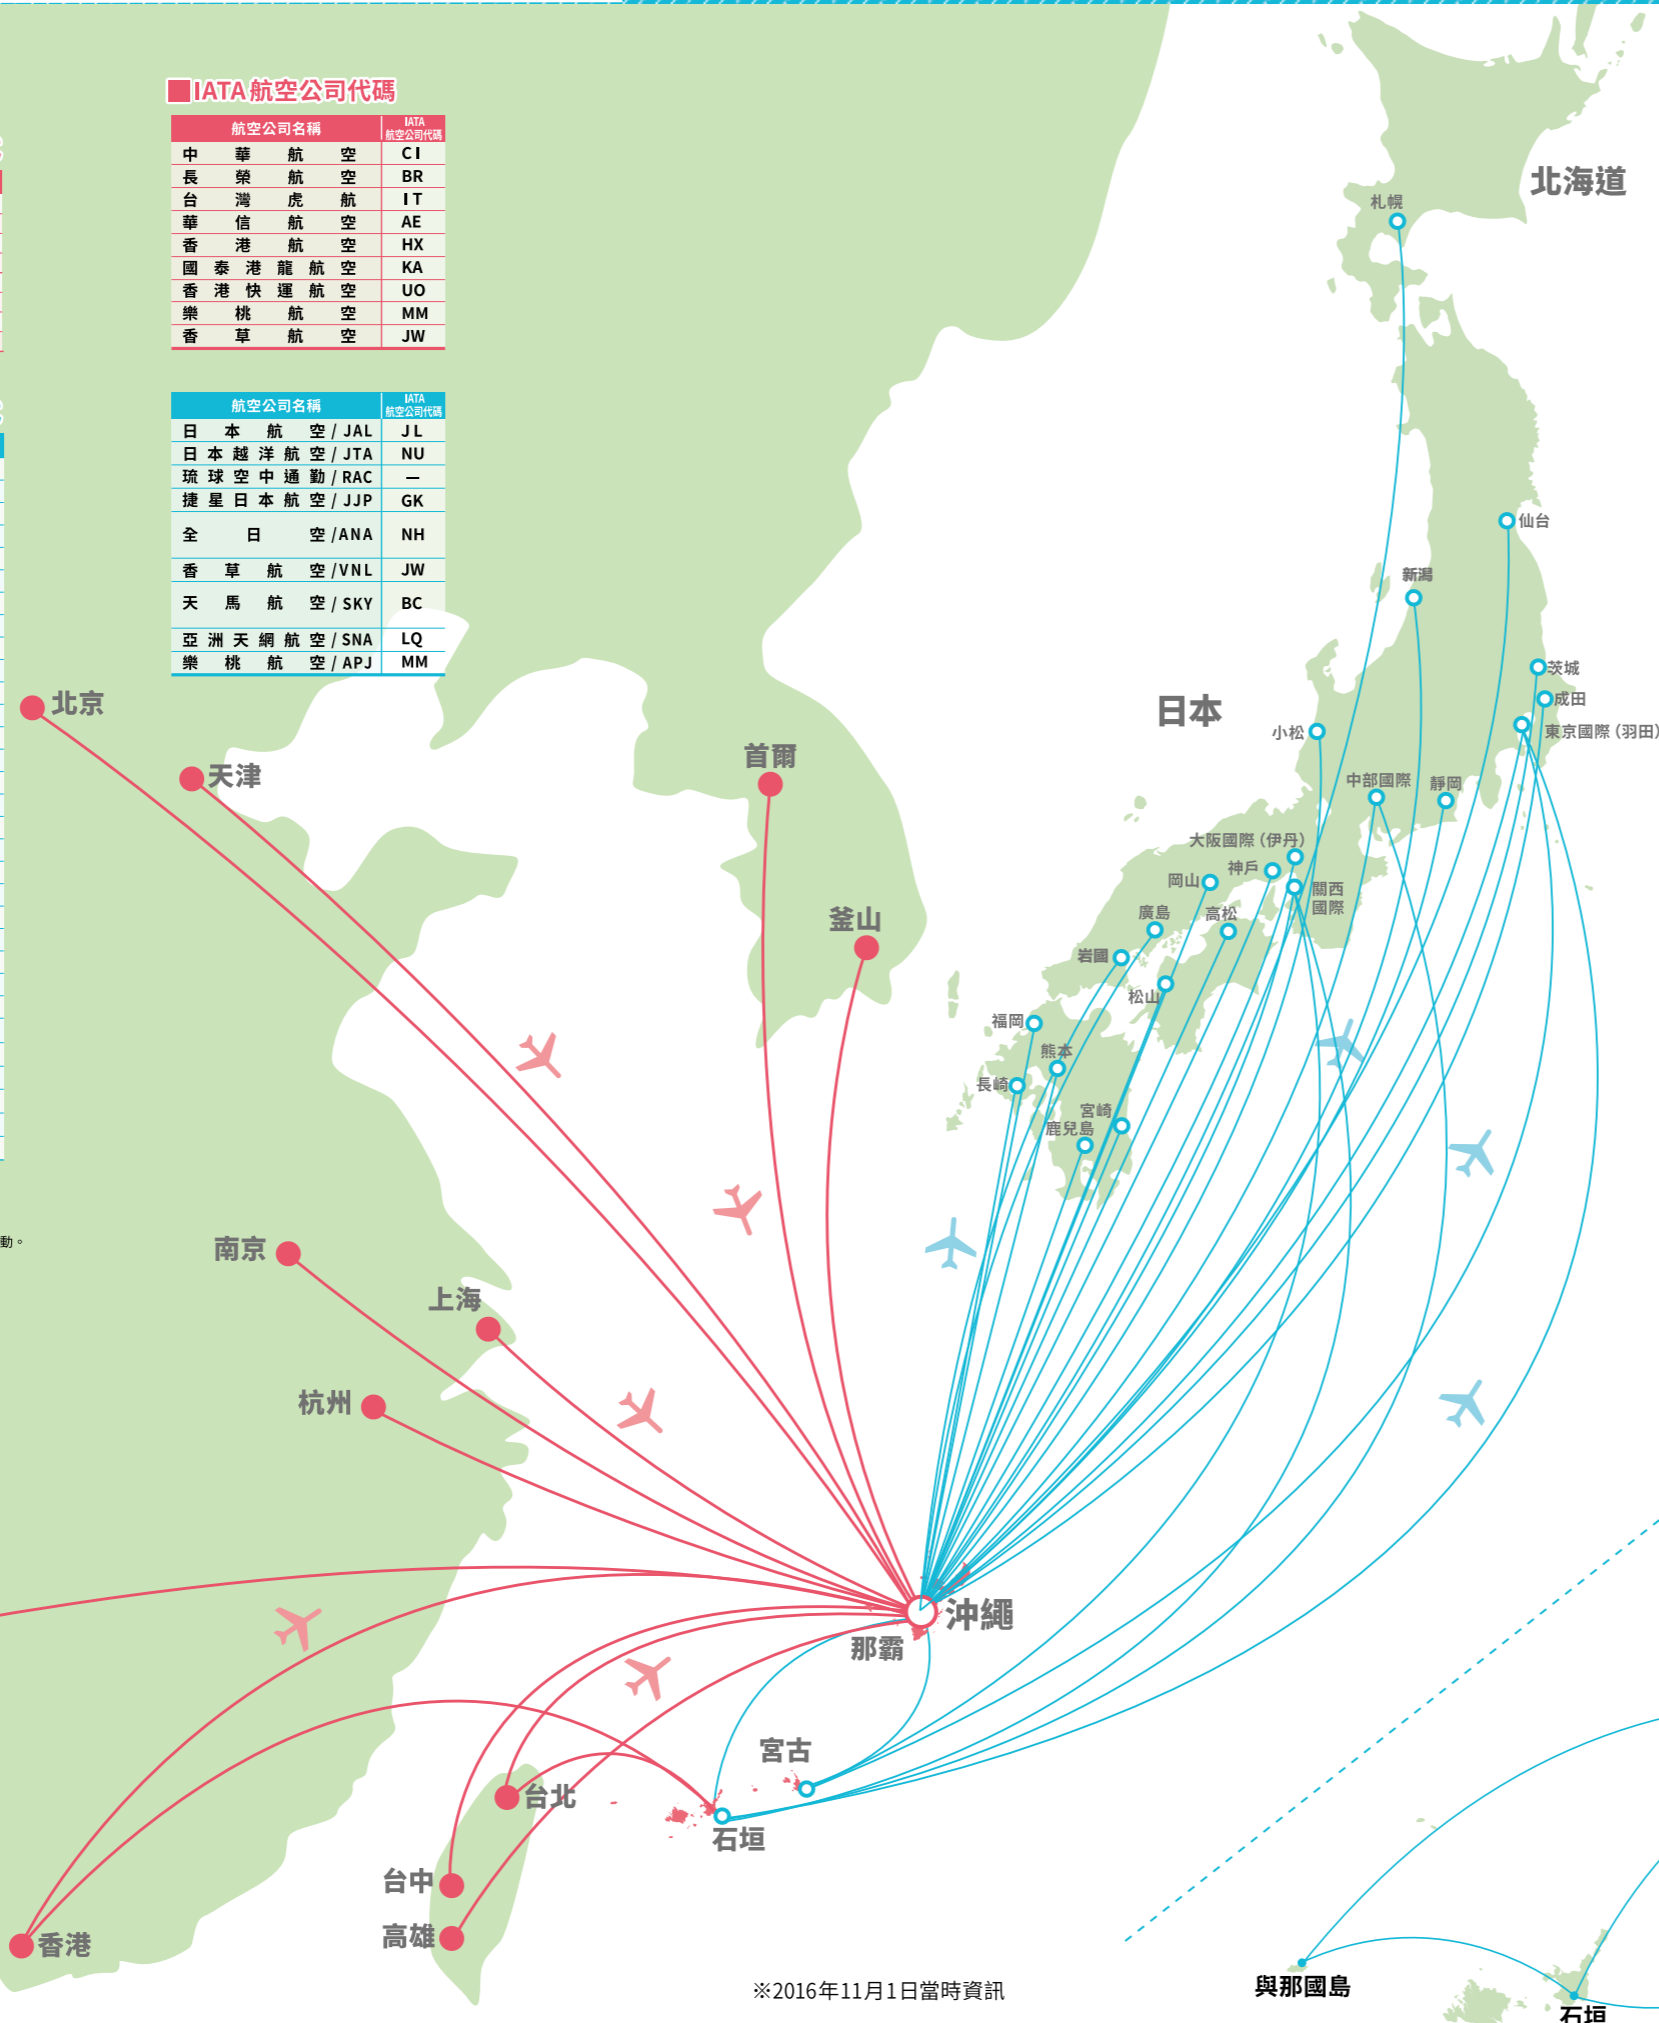 IATA航空公司代碼
航空公司名稱 IATA航空公司代碼
中華航空 CI
長榮航空 BR
台灣虎航 IT
華信航空 AE
香港航空 HX
國泰港龍航空 KA
香港快運航空 UO
樂桃航空 MM
香草航空 JW
航空公司名稱 IATA航空公司代碼
日本航空/JAL JL
日本越洋航空/JTA NU
琉球空中通勤/RAC —
捷星日本航空/JJP GK
全日空/ANA NH
香草航空/VNL JW
天馬航空/SKY BC
亞洲天網航空/SNA LQ
樂桃航空/APJ MM
北海道
札幌
仙台
新潟
茨城
成田
東京國際（羽田）
日本
小松
中部國際
靜岡
大阪國際（伊丹）
神戶
岡山
關西
國際
廣島
高松
岩國
松山
福岡
熊本
長崎
宮崎
鹿兒島
北京
天津
首爾
釜山
動。
南京
上海
杭州
沖繩
那霸
宮古
石垣
台北
台中
高雄
香港
※2016年11月1日當時資訊
與那國島
石垣